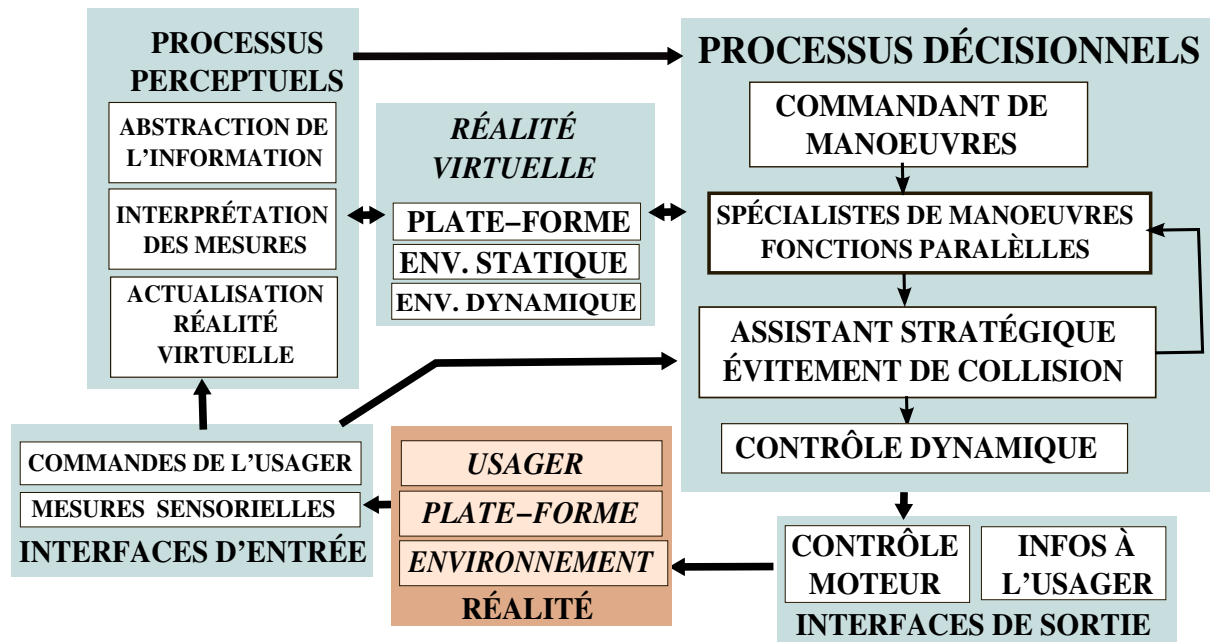 PROCESSUS
PERCEPTUELS
ABSTRACTION DE
L'INFORMATION
INTERPRÉTATION
DES MESURES
ACTUALISATION
RÉALITÉ
VIRTUELLE
RÉALITÉ
VIRTUELLE
PLATE−FORME
ENV. STATIQUE
ENV. DYNAMIQUE
PROCESSUS DÉCISIONNELS
COMMANDANT DE
MANOEUVRES
SPÉCIALISTES DE MANOEUVRES
FONCTIONS PARALÈLLES
ASSISTANT STRATÉGIQUE
ÉVITEMENT DE COLLISION
CONTRÔLE DYNAMIQUE
COMMANDES DE L'USAGER
MESURES SENSORIELLES
INTERFACES D'ENTRÉE
USAGER
PLATE−FORME
ENVIRONNEMENT
RÉALITÉ
CONTRÔLE
MOTEUR
INFOS À
L'USAGER
INTERFACES DE SORTIE